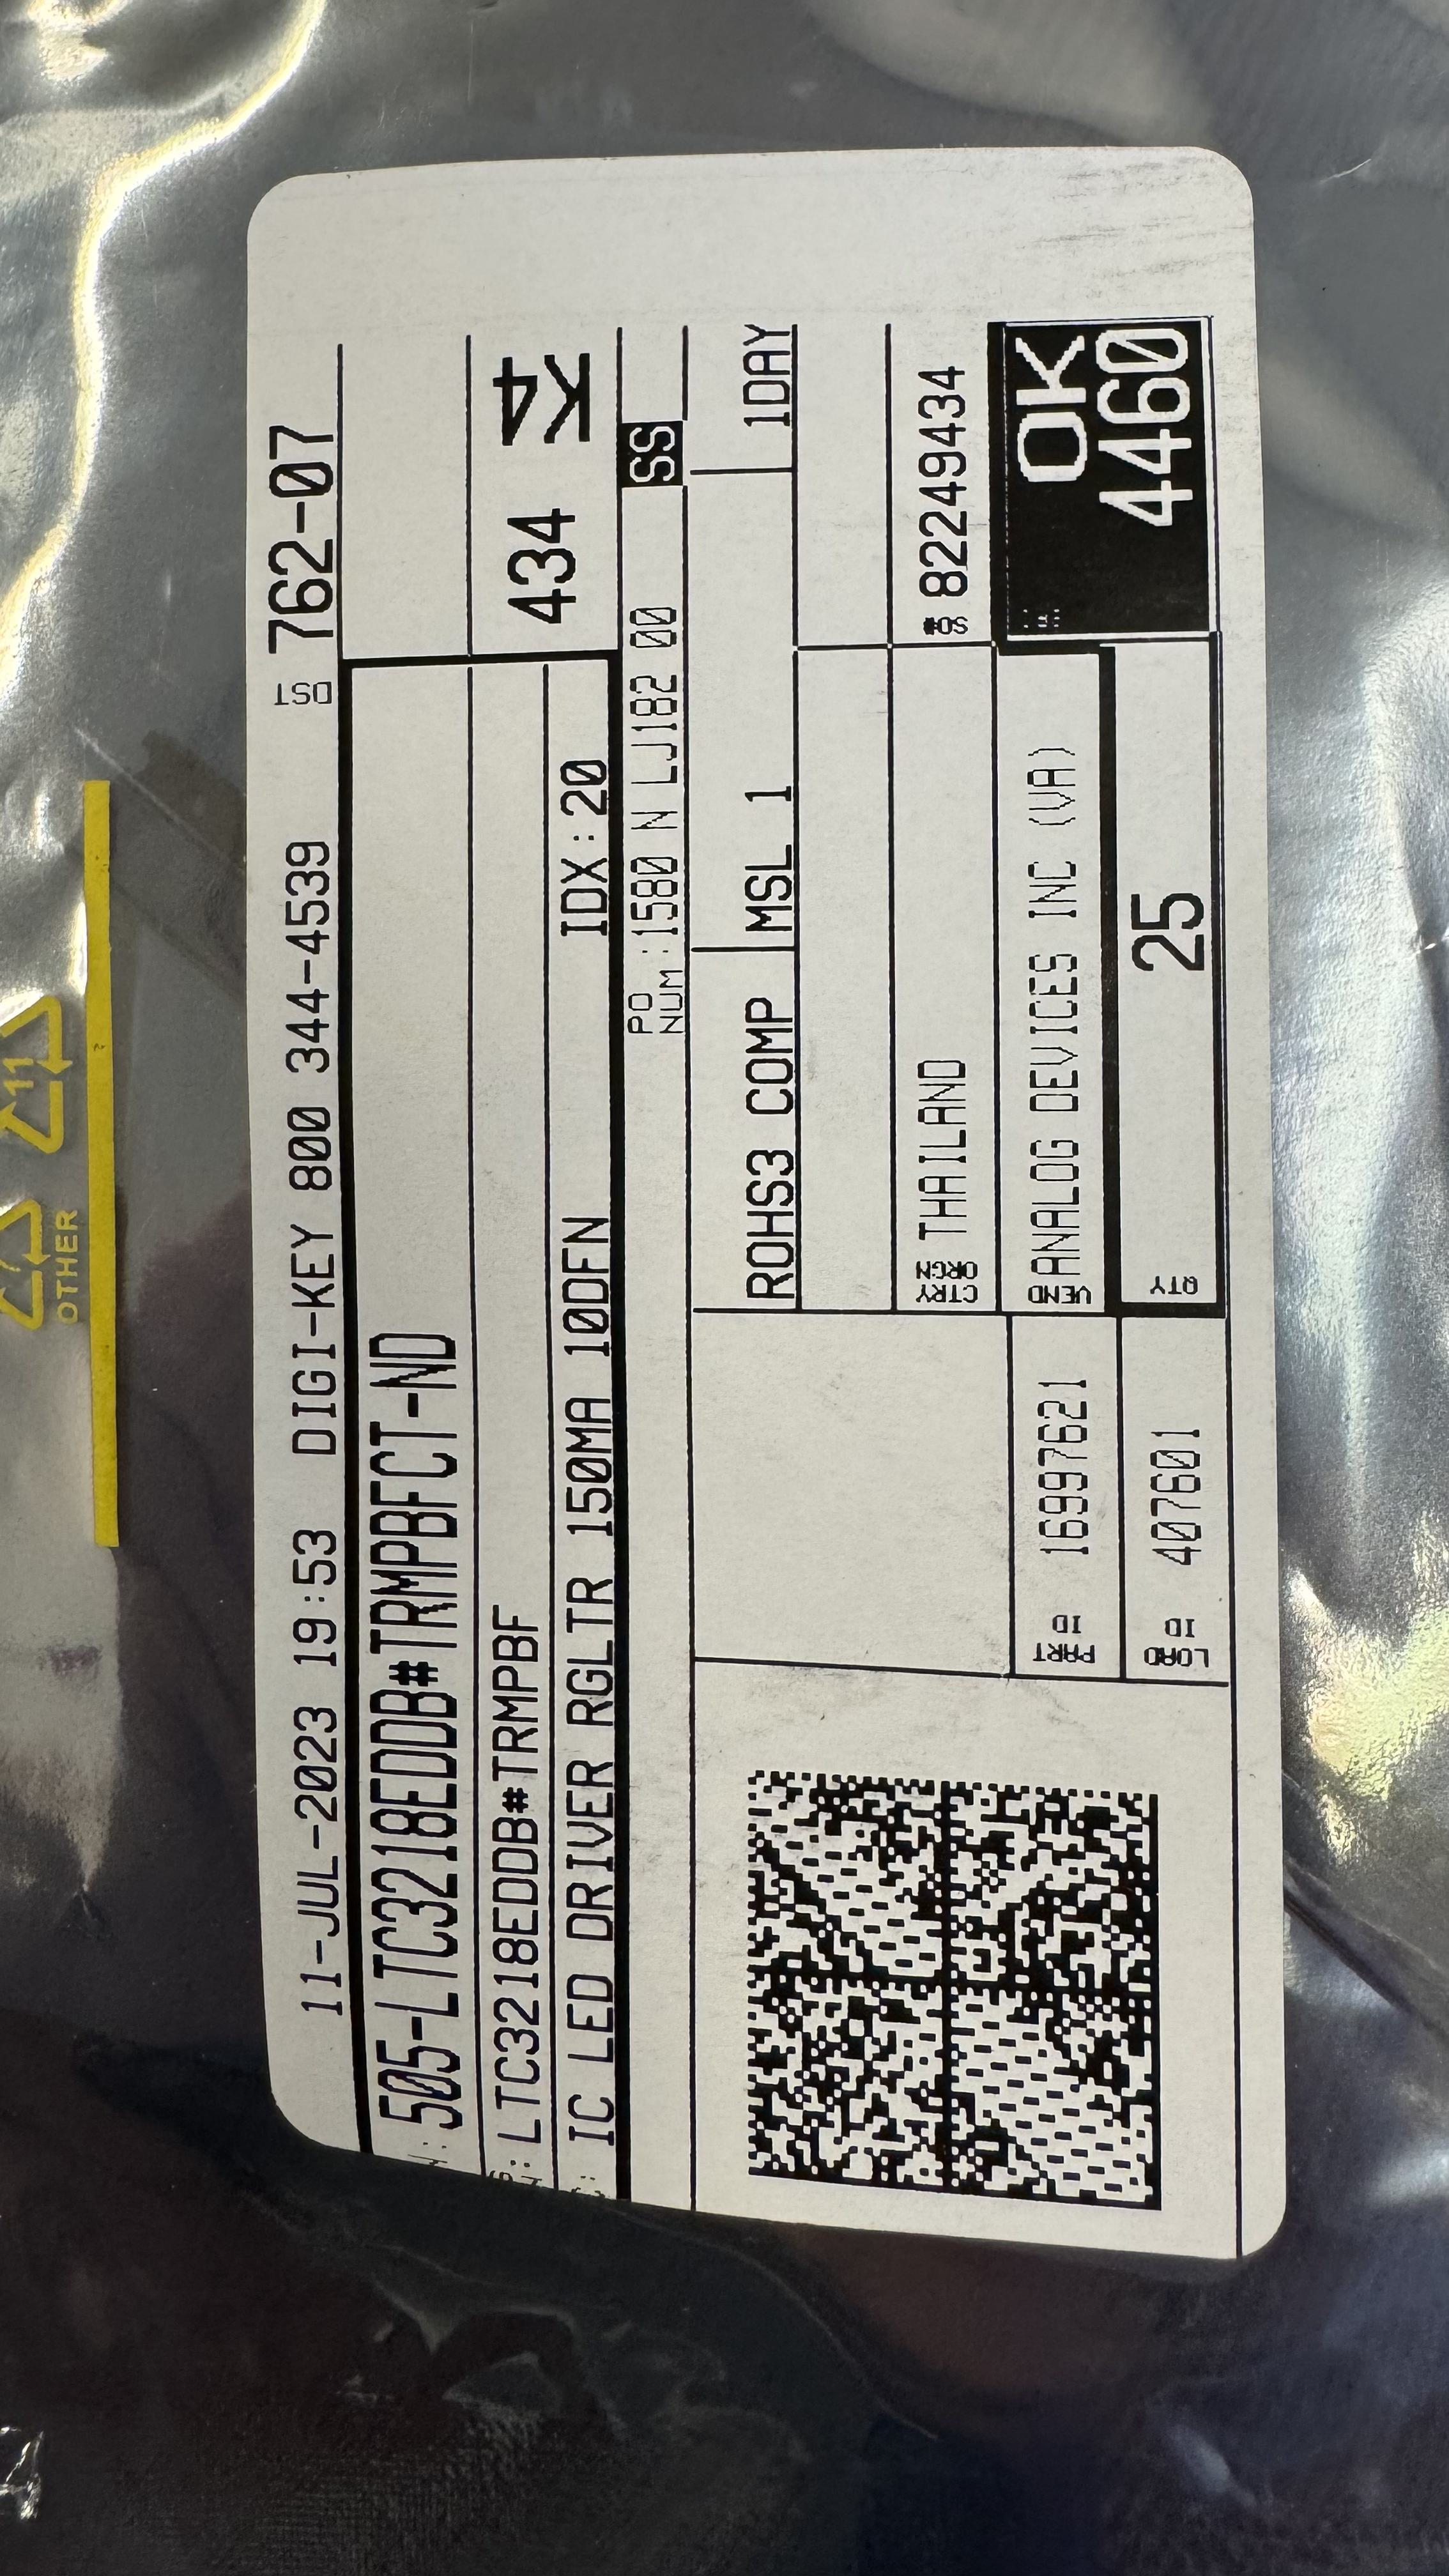 11-JUL-2023 19:53 DIGI-KEY 800 344-4539 DST 762-07
505-LTC3218EDDB#TRMPBFCT-ND
LTC3218EDDB#TRMPBF
434 K4
IC LED DRIVER RGLTR 150MA 10DFN IDX:20
PO NUM:1580 N LJ182 00 SS
ROHS3 COMP MSL 1 1DAY
CTRY ORGN THAILAND
SO# 82249434
VEND ANALOG DEVICES INC (VA)
PART ID 16997621
LOAD ID 407601
QTY 25
OK
4460
OTHER
11